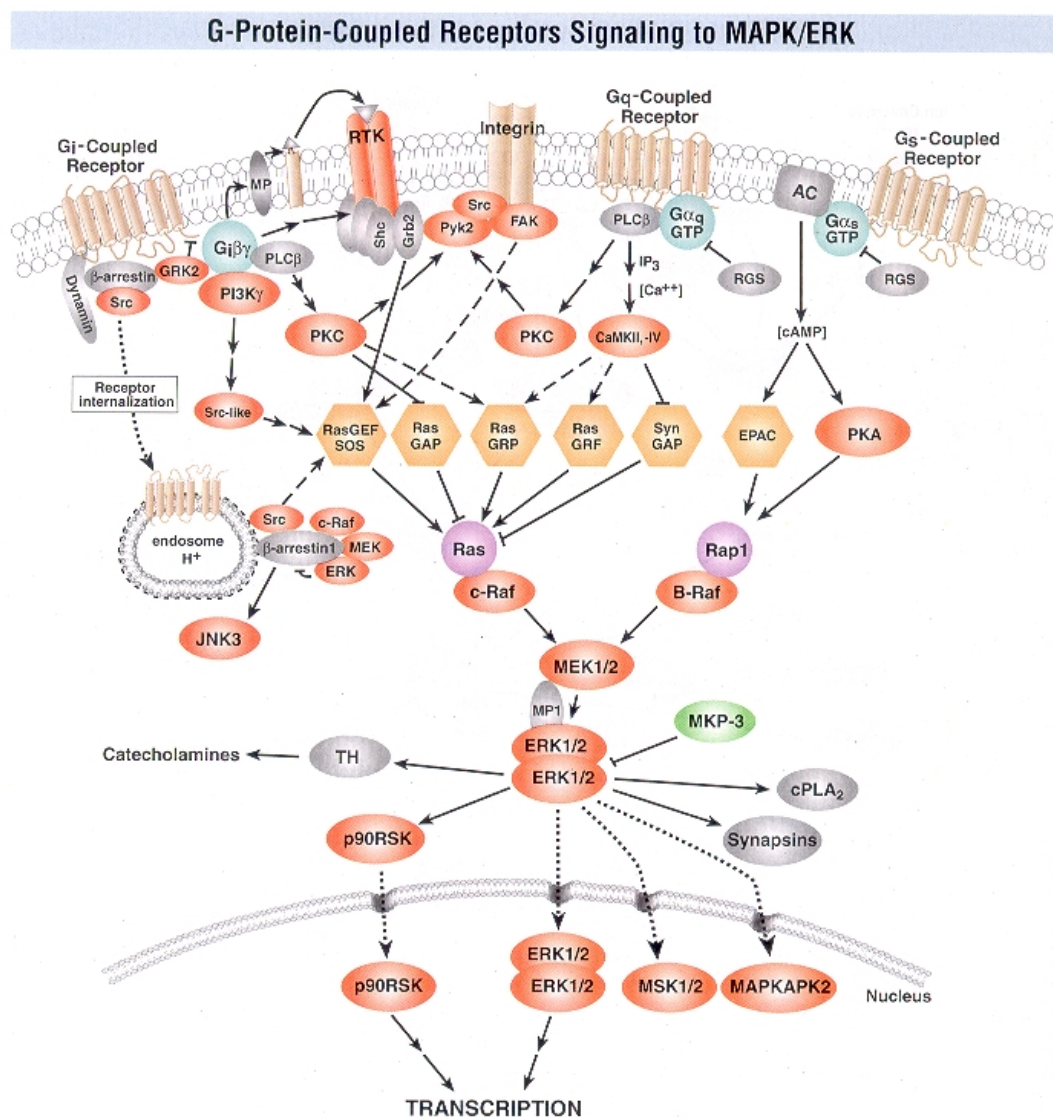 G-Protein-Coupled Receptors Signaling to MAPK/ERK
Gi-Coupled
Receptor
MP
RTK
Integrin
Gq-Coupled
Receptor
Gs-Coupled
Receptor
AC
Shc
Grb2
Src
Pyk2
FAK
PLCβ
Gαq
GTP
Gαs
GTP
RGS
RGS
Giβγ
PLCβ
GRK2
PI3Kγ
β-arrestin
Src
Dynamin
IP3
[Ca++]
PKC
PKC
CaMKII,-IV
[cAMP]
Receptor
internalization
Src-like
RasGEF
SOS
Ras
GAP
Ras
GRP
Ras
GRF
Syn
GAP
EPAC
PKA
endosome
H+
Src
c-Raf
β-arrestin1
MEK
ERK
JNK3
Ras
c-Raf
Rap1
B-Raf
MEK1/2
MP1
MKP-3
ERK1/2
ERK1/2
Catecholamines
TH
cPLA2
Synapsins
p90RSK
p90RSK
ERK1/2
ERK1/2
MSK1/2
MAPKAPK2
Nucleus
TRANSCRIPTION